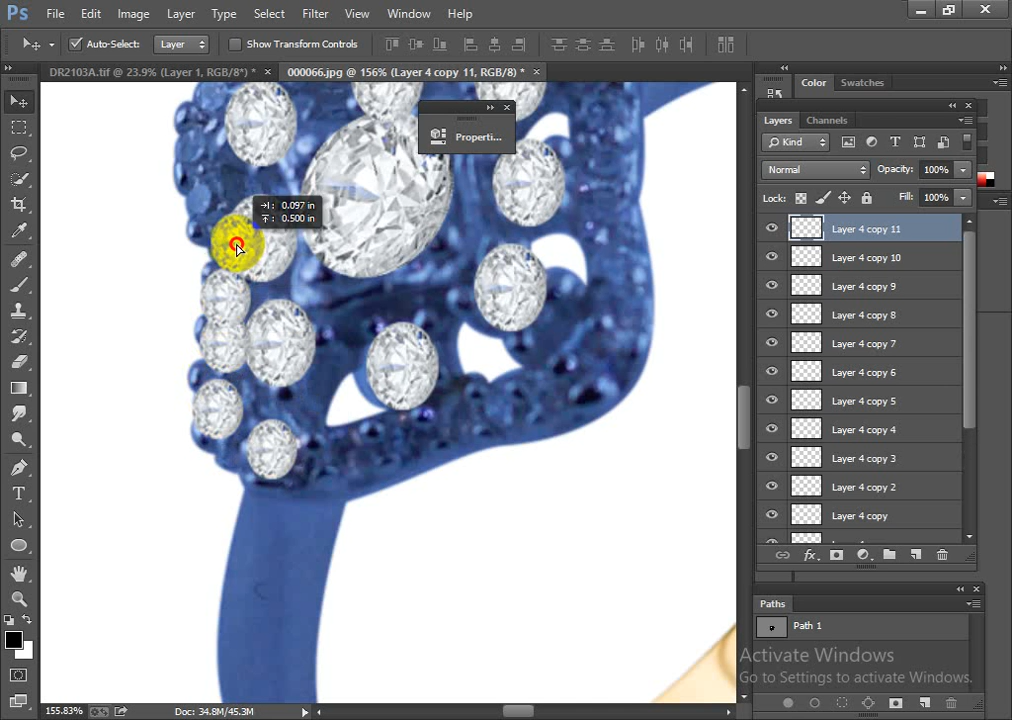 Ps File Edit Image Layer Type Select Filter View Window Help
Auto-Select: Layer Show Transform Controls
DR2103A.tif @ 23.9% (Layer 1, RGB/8*) * × 000066.jpg @ 156% (Layer 4 copy 11, RGB/8) * ×
Color Swatches
Properti...
Layers Channels
Kind
Normal Opacity: 100%
Lock: Fill: 100%
→|: 0.097 in
0.500 in
Layer 4 copy 11
Layer 4 copy 10
Layer 4 copy 9
Layer 4 copy 8
Layer 4 copy 7
Layer 4 copy 6
Layer 4 copy 5
Layer 4 copy 4
Layer 4 copy 3
Layer 4 copy 2
Layer 4 copy
fx
Paths
Path 1
Activate Windows
Go to Settings to activate Windows.
155.83% Doc: 34.8M/45.3M